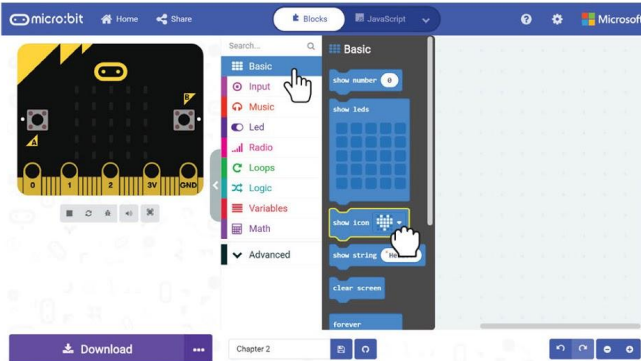 micro:bit Home Share Blocks JavaScript Microsoft
Search... Basic
Basic
Input
Music
Led
Radio
Loops
Logic
Variables
Math
Advanced
show number 0
show leds
show icon
show string "He
clear screen
forever
B
A
0 1 2 3V GND
Download
Chapter 2